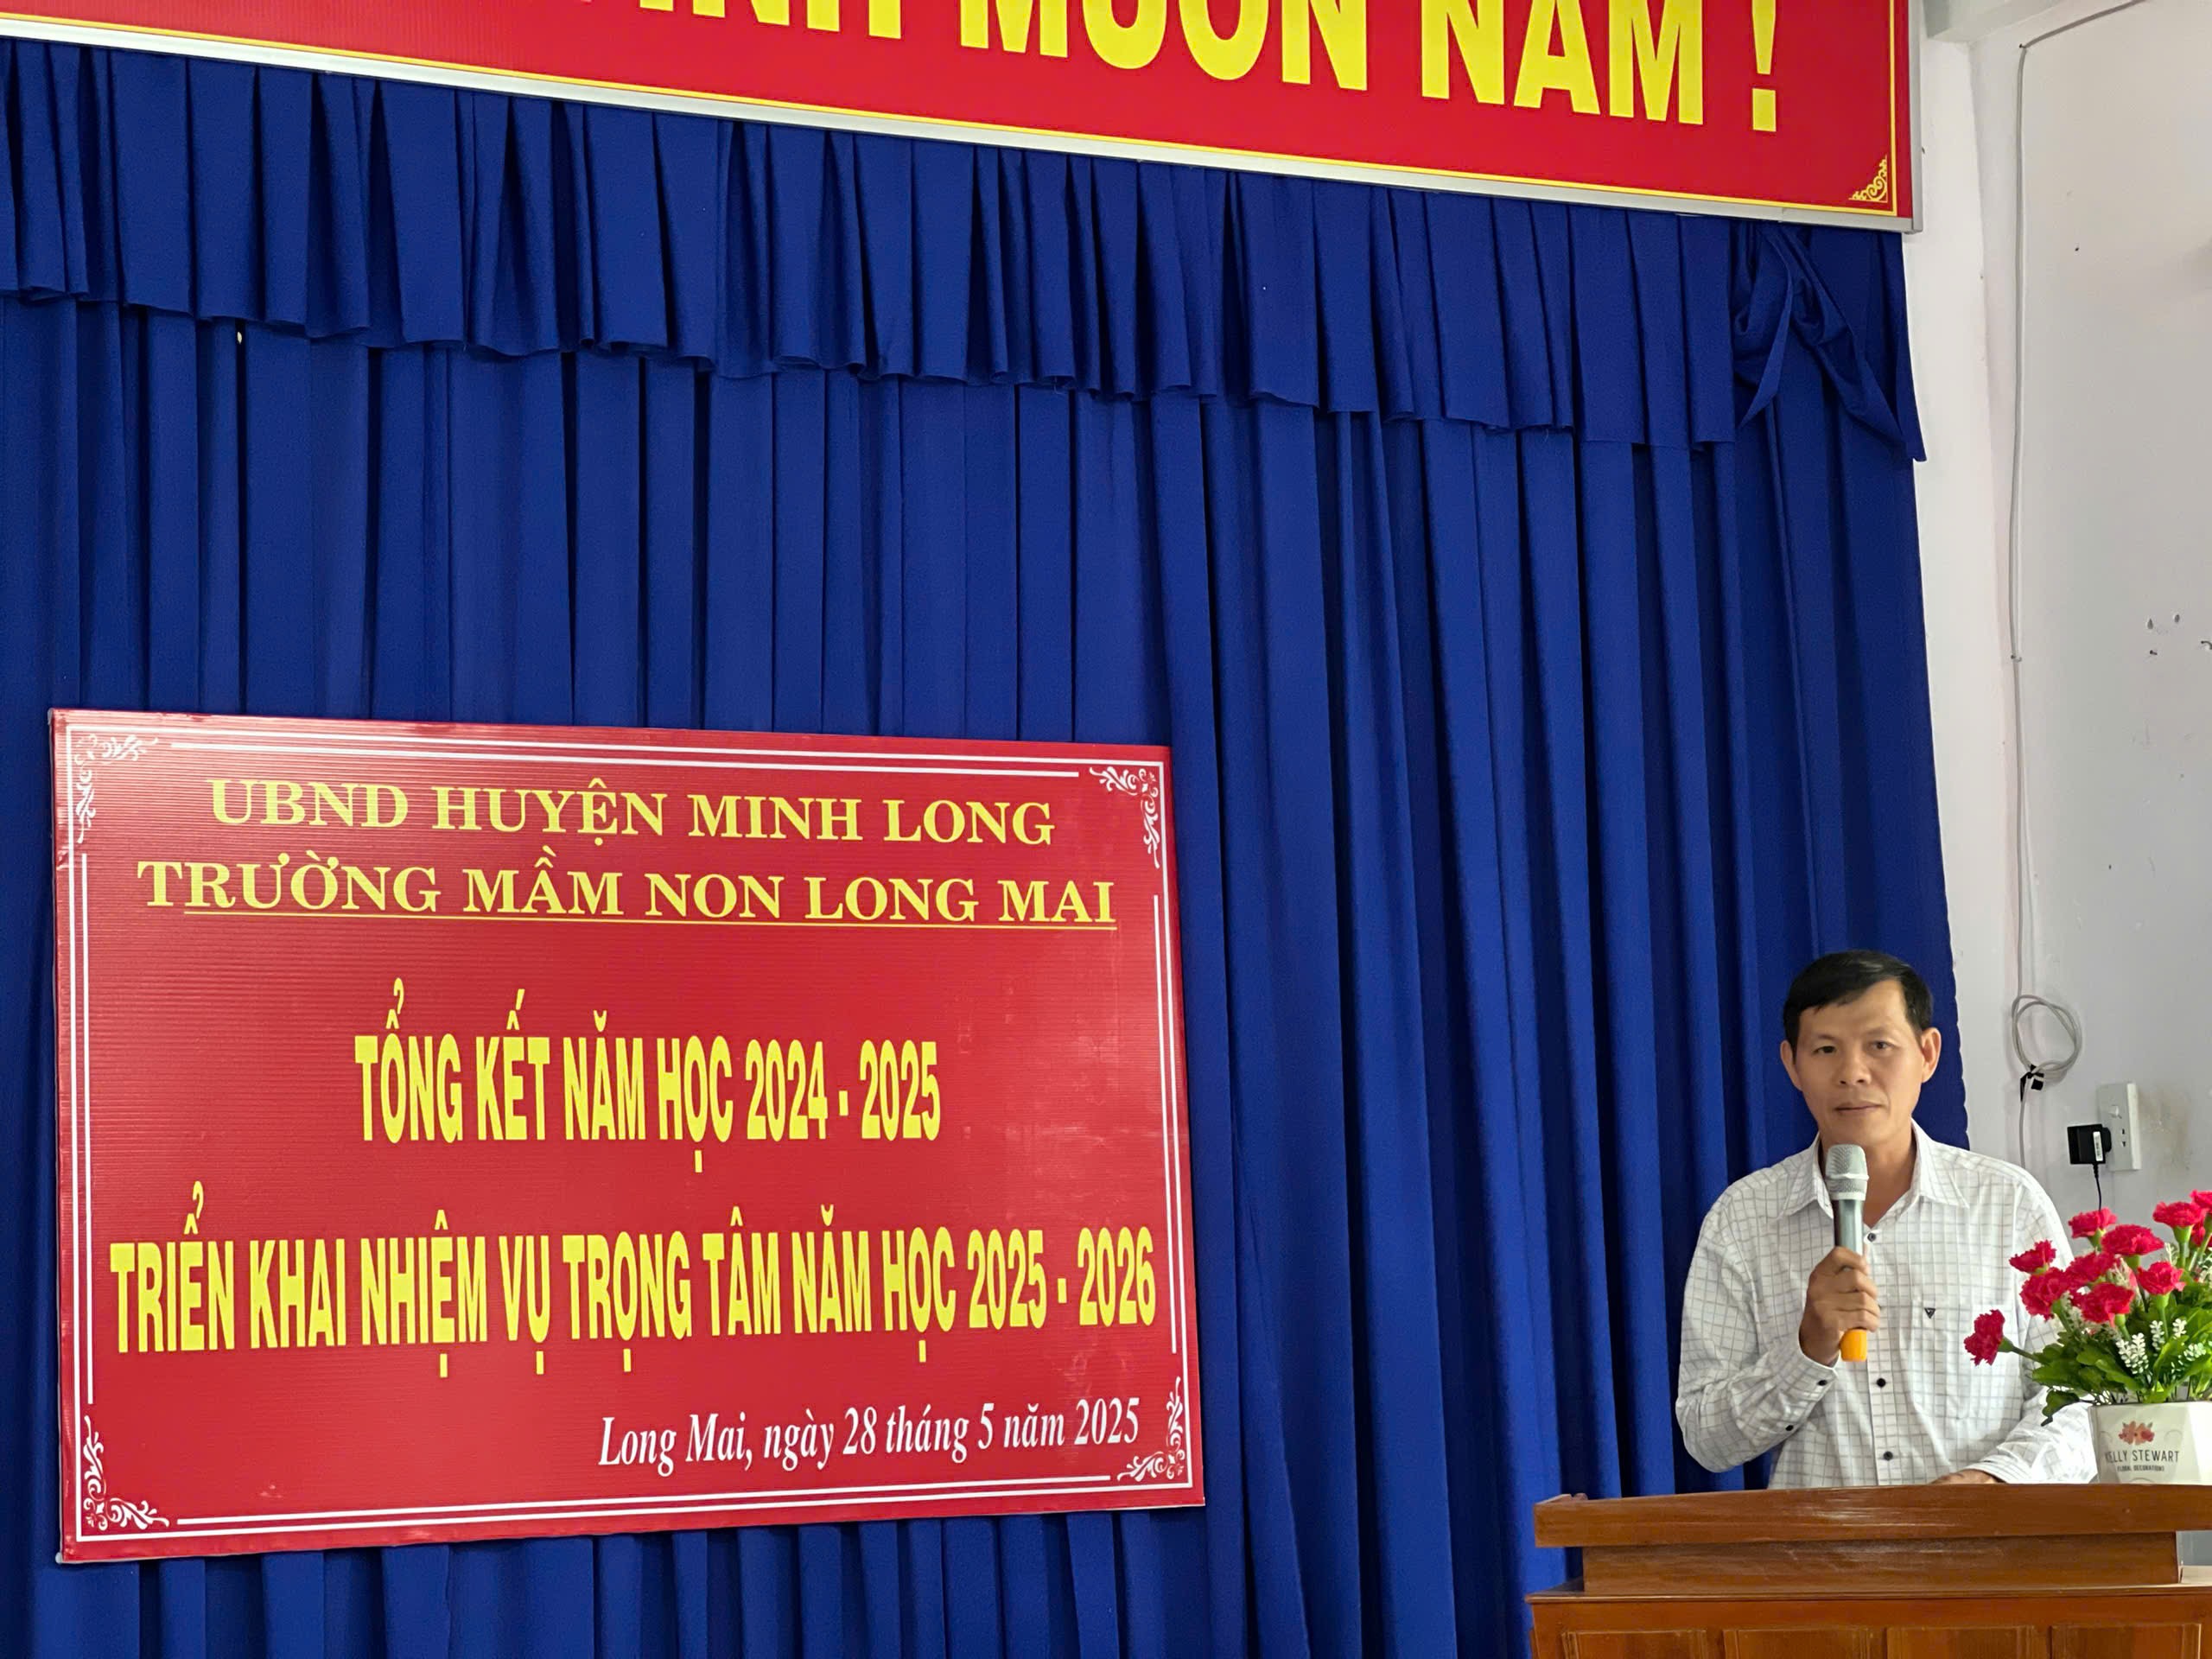 MUÔN NĂM !
UBND HUYỆN MINH LONG
TRƯỜNG MẦM NON LONG MAI
TỔNG KẾT NĂM HỌC 2024 - 2025
TRIỂN KHAI NHIỆM VỤ TRỌNG TÂM NĂM HỌC 2025 - 2026
Long Mai, ngày 28 tháng 5 năm 2025
STEWART